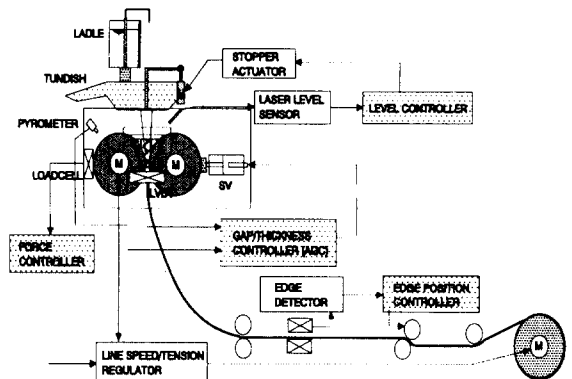 LADLE
TUNDISH
STOPPER
ACTUATOR
LASER LEVEL
SENSOR
LEVEL CONTROLLER
PYROMETER
M
M
LOADCELL
SV
FORCE
CONTROLLER
GAP/THICKNESS
CONTROLLER [AGC]
EDGE
DETECTOR
EDGE POSITION
CONTROLLER
LINE SPEED/TENSION
REGULATOR
M